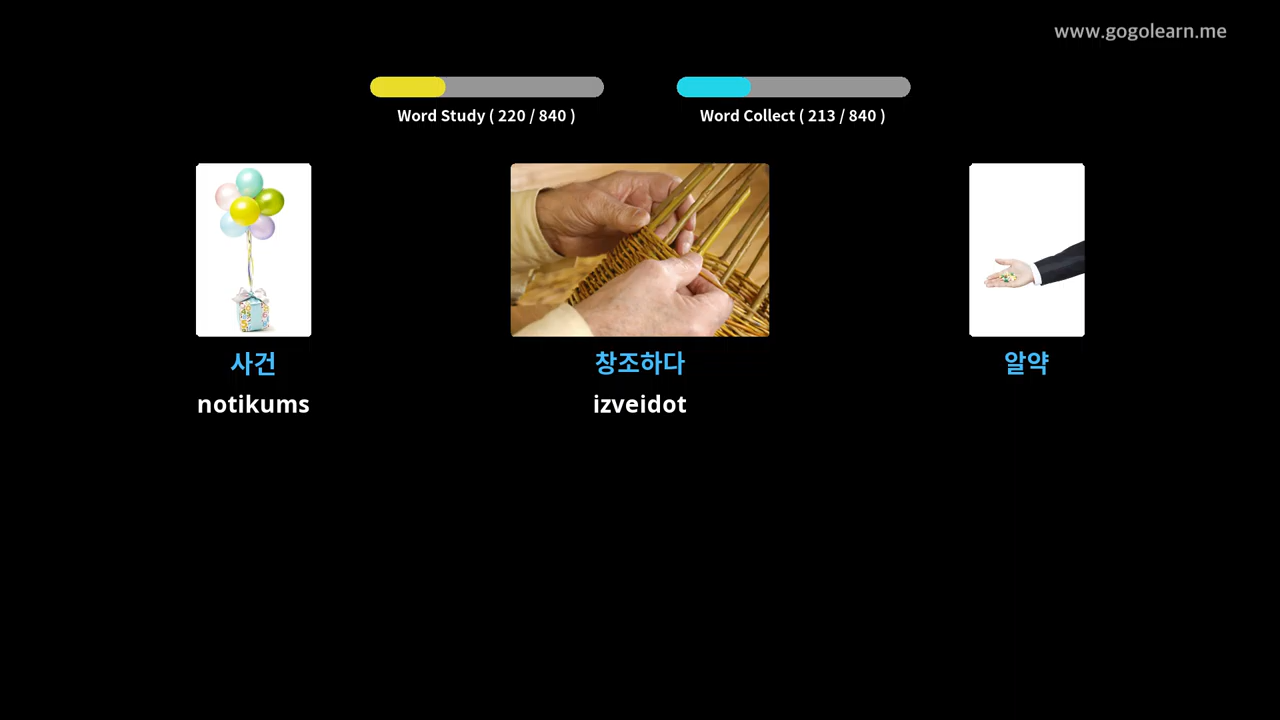 www.gogolearn.me
Word Study ( 220 / 840 )
Word Collect ( 213 / 840 )
사건
창조하다
알약
notikums
izveidot